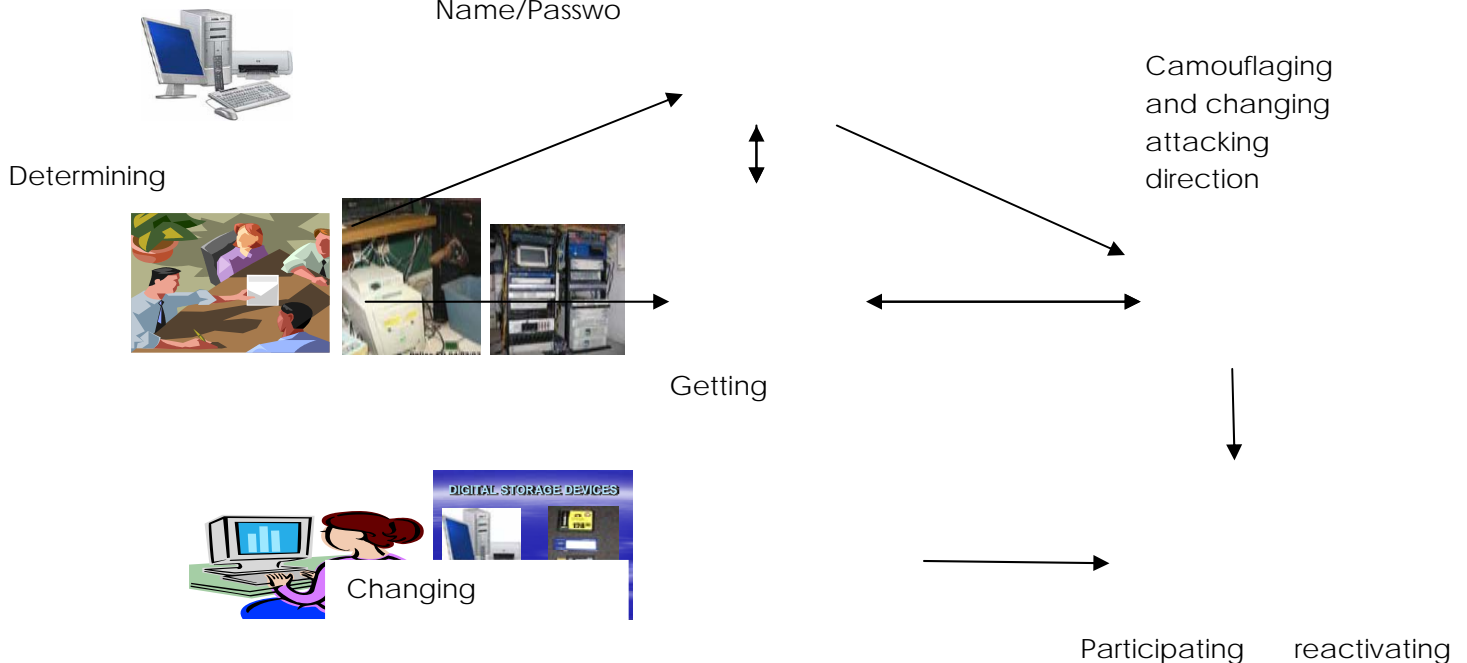 Name/Passwo
Camouflaging
and changing
attacking
direction
Determining
Getting
DIGITAL STORAGE DEVICES
Changing
Participating reactivating